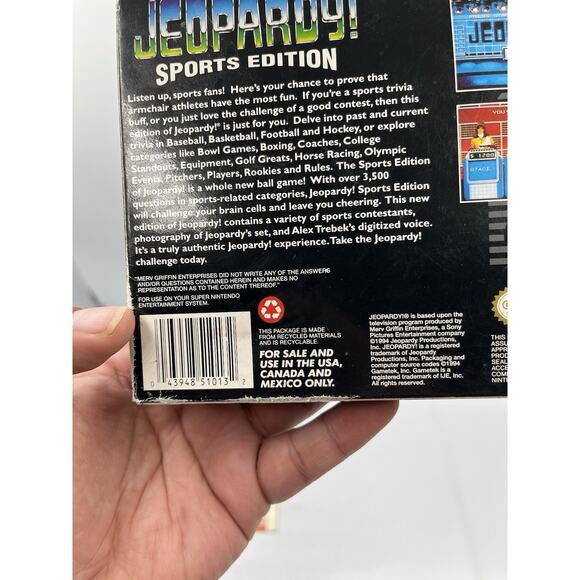 JEOPARDY!
SPORTS EDITION
Listen up, sports fans! Here's your chance to prove that
armchair athletes have the most fun. If you're a sports trivia
buff, or you just love the challenge of a good contest, then this
edition of Jeopardy!® is just for you. Delve into past and current
trivia in Baseball, Basketball, Football and Hockey, or explore
categories like Bowl Games, Boxing, Coaches, College
Standouts, Equipment, Golf Greats, Horse Racing, Olympic
Events, Pitchers, Players, Rookies and Rules. The Sports Edition
of Jeopardy! is a whole new ball game! With over 3,500
questions in sports-related categories, Jeopardy! Sports Edition
will challenge your brain cells and leave you cheering. This new
edition of Jeopardy! contains a variety of sports contestants,
photography of Jeopardy's set, and Alex Trebek's digitized voice.
It's a truly authentic Jeopardy! experience. Take the Jeopardy!
challenge today.
*MERV GRIFFIN ENTERPRISES DID NOT WRITE ANY OF THE ANSWERS
AND/OR QUESTIONS CONTAINED HEREIN AND MAKES NO
REPRESENTATION AS TO THE CONTENT THEREOF."
FOR USE ON YOUR SUPER NINTENDO
ENTERTAINMENT SYSTEM.
0 43948 51013 2
THIS PACKAGE IS MADE
FROM RECYCLED MATERIALS
AND IS RECYCLABLE.
FOR SALE AND
USE IN THE USA,
CANADA AND
MEXICO ONLY.
JEOPARDY!® is based upon the
television program produced by
Merv Griffin Enterprises, a Sony
Pictures Entertainment company
©1994 Jeopardy Productions,
Inc. JEOPARDY! is a registered
trademark of Jeopardy
Productions, Inc. Packaging and
computer source codes ©1994
Gametek, Inc. Gametek is a
registered trademark of IJE, Inc.
All rights reserved.
PRESS
JEO
YOU
$ 1200
STACE
THIS
ASSU
APPR
SEAL
ACCE
COM
NINT